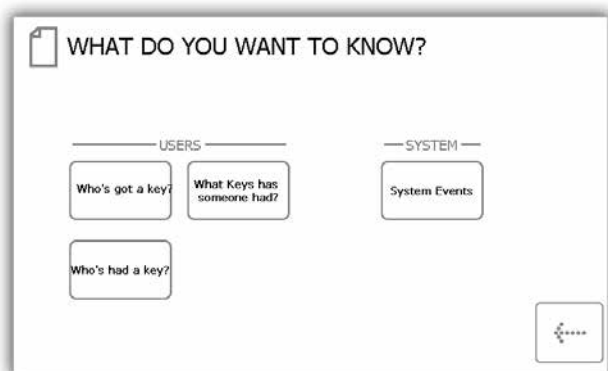 WHAT DO YOU WANT TO KNOW?
USERS
SYSTEM
Who's got a key?
What Keys has
someone had?
System Events
Who's had a key?